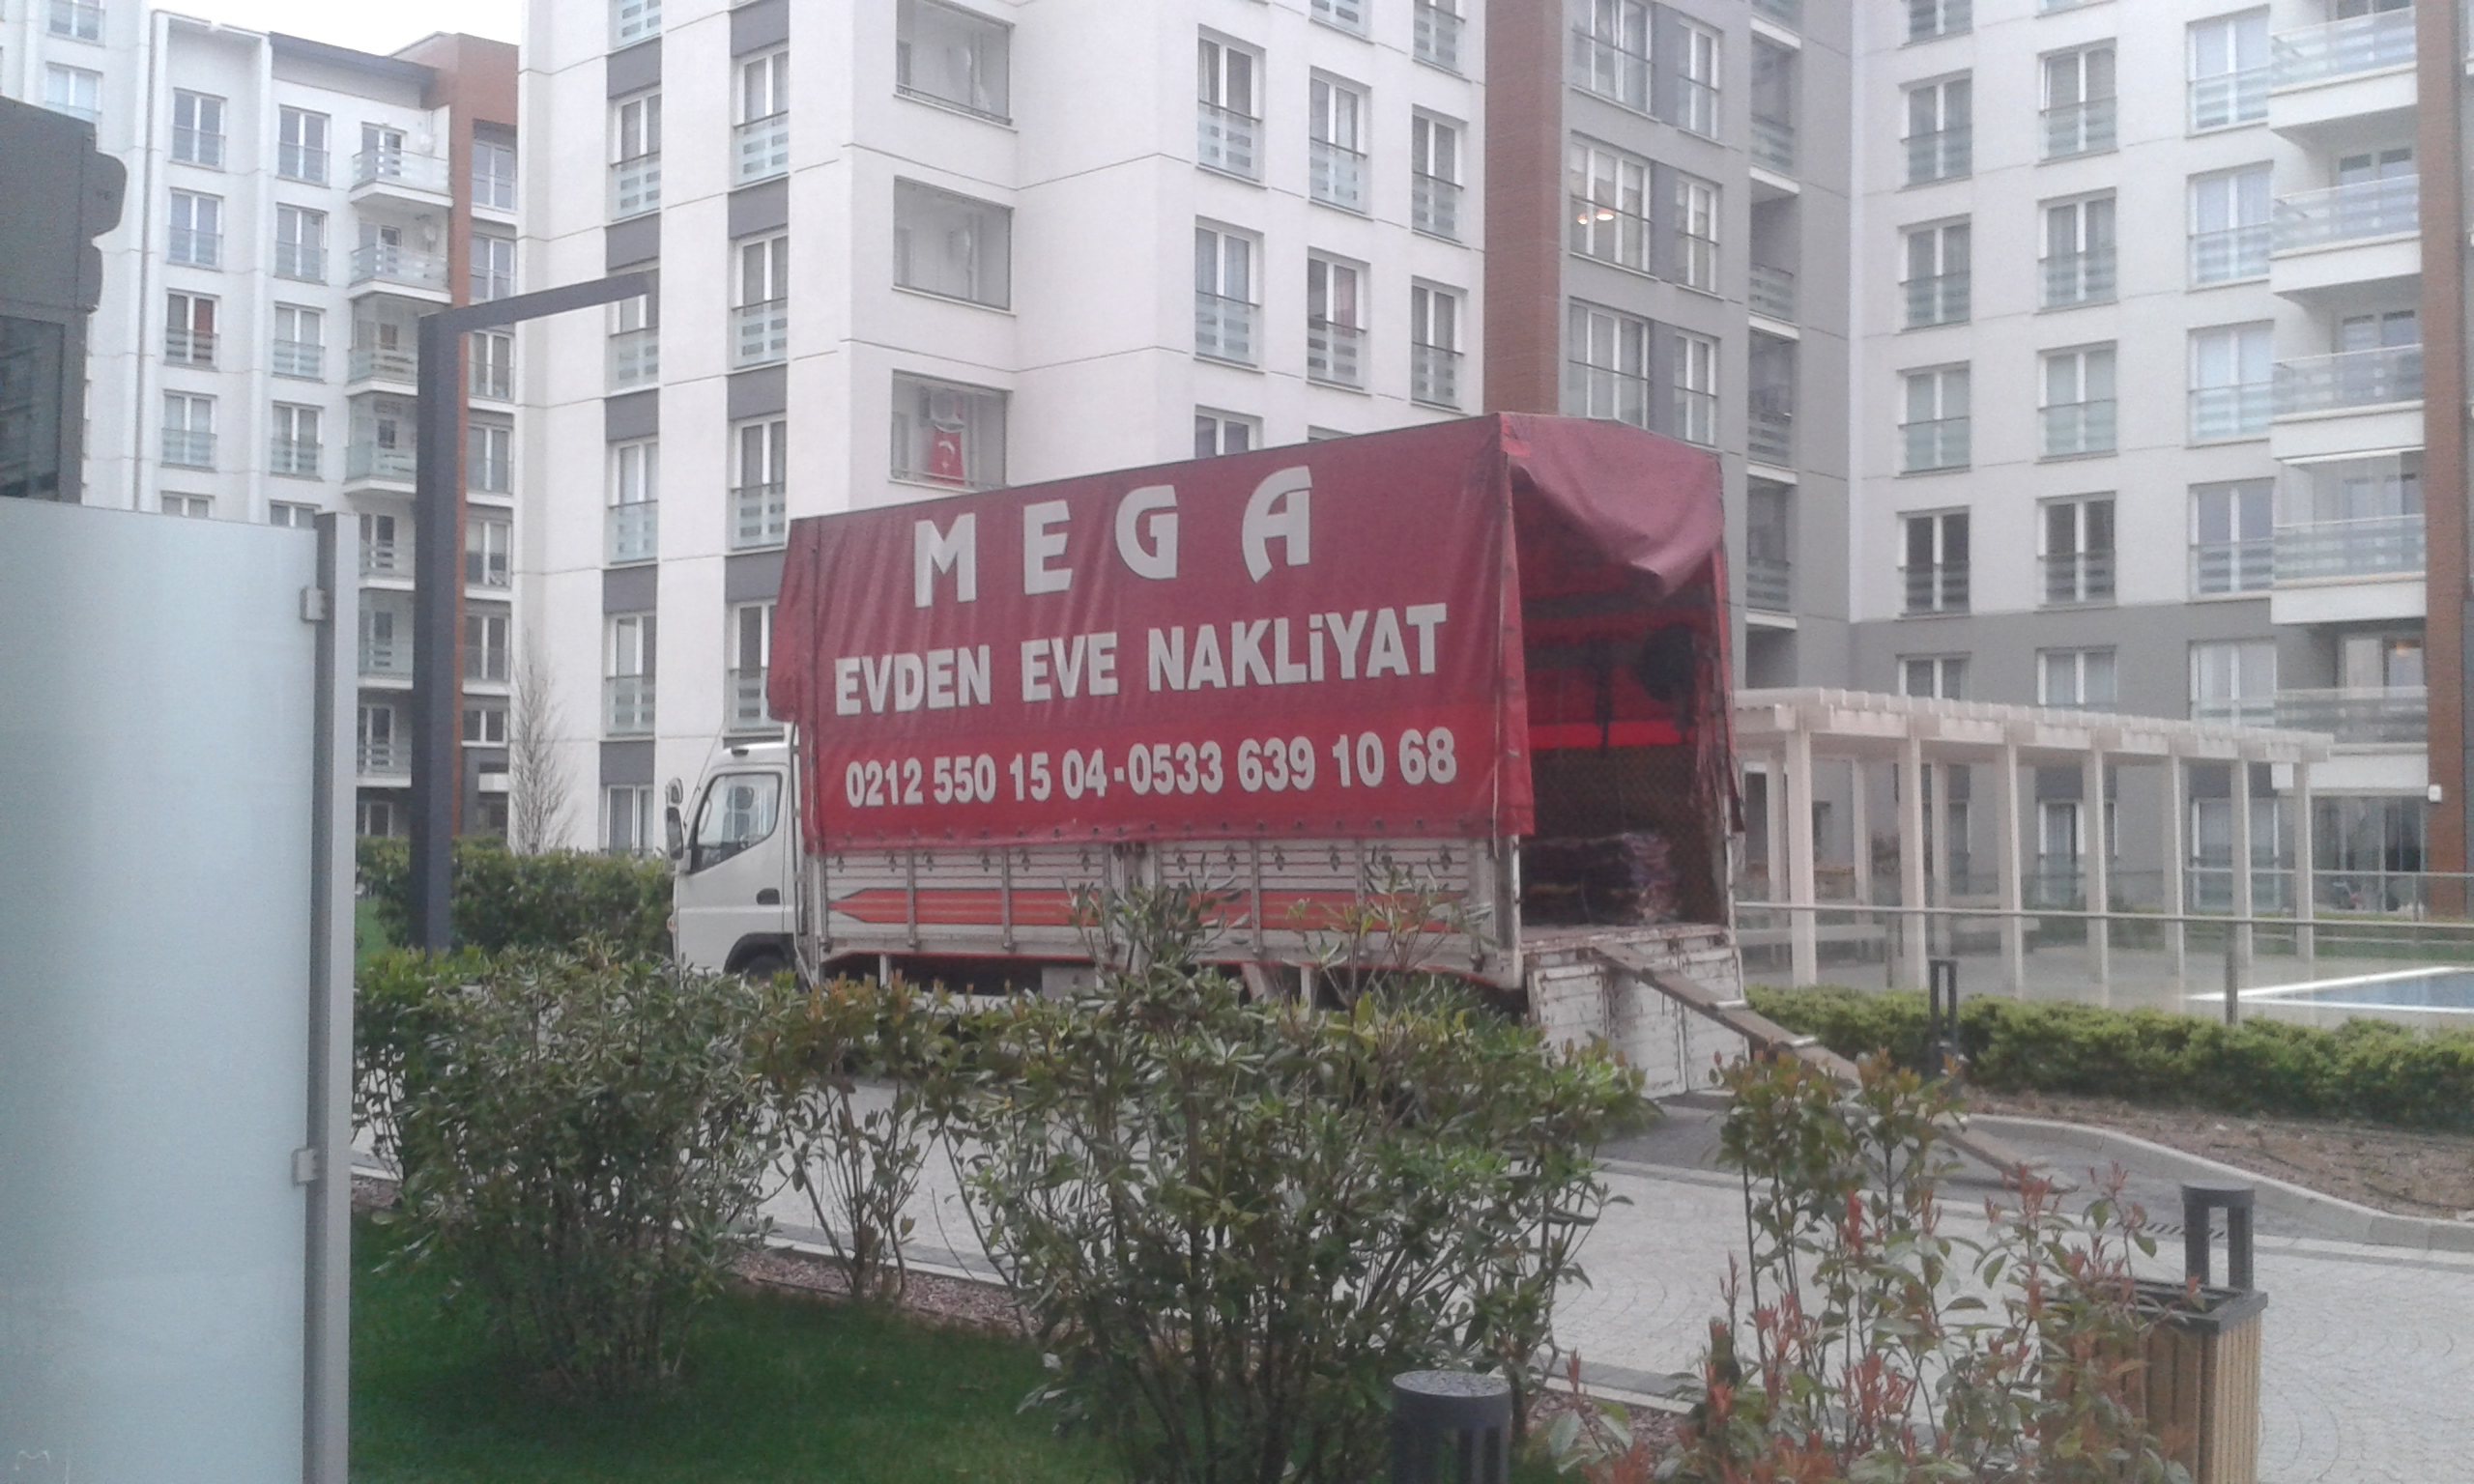 MEGA
EVDEN EVE NAKLİYAT
0212 550 15 04-0533 639 10 68